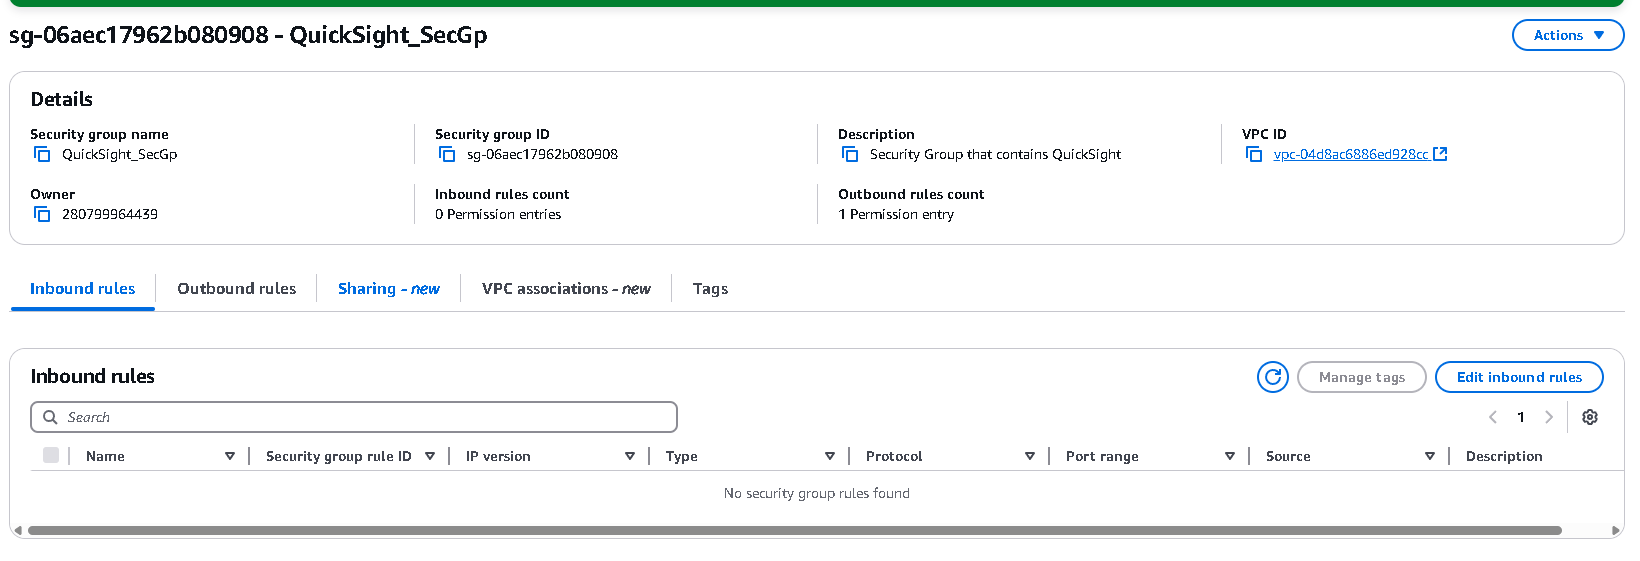 sg-06aec17962b080908 - QuickSight_SecGp
Actions
Details
Security group name
QuickSight_SecGp
Security group ID
sg-06aec17962b080908
Description
Security Group that contains QuickSight
VPC ID
vpc-04d8ac6886ed928cc
Owner
280799964439
Inbound rules count
0 Permission entries
Outbound rules count
1 Permission entry
Inbound rules
Outbound rules
Sharing - new
VPC associations - new
Tags
Inbound rules
Manage tags
Edit inbound rules
Search
1
Name
Security group rule ID
IP version
Type
Protocol
Port range
Source
Description
No security group rules found